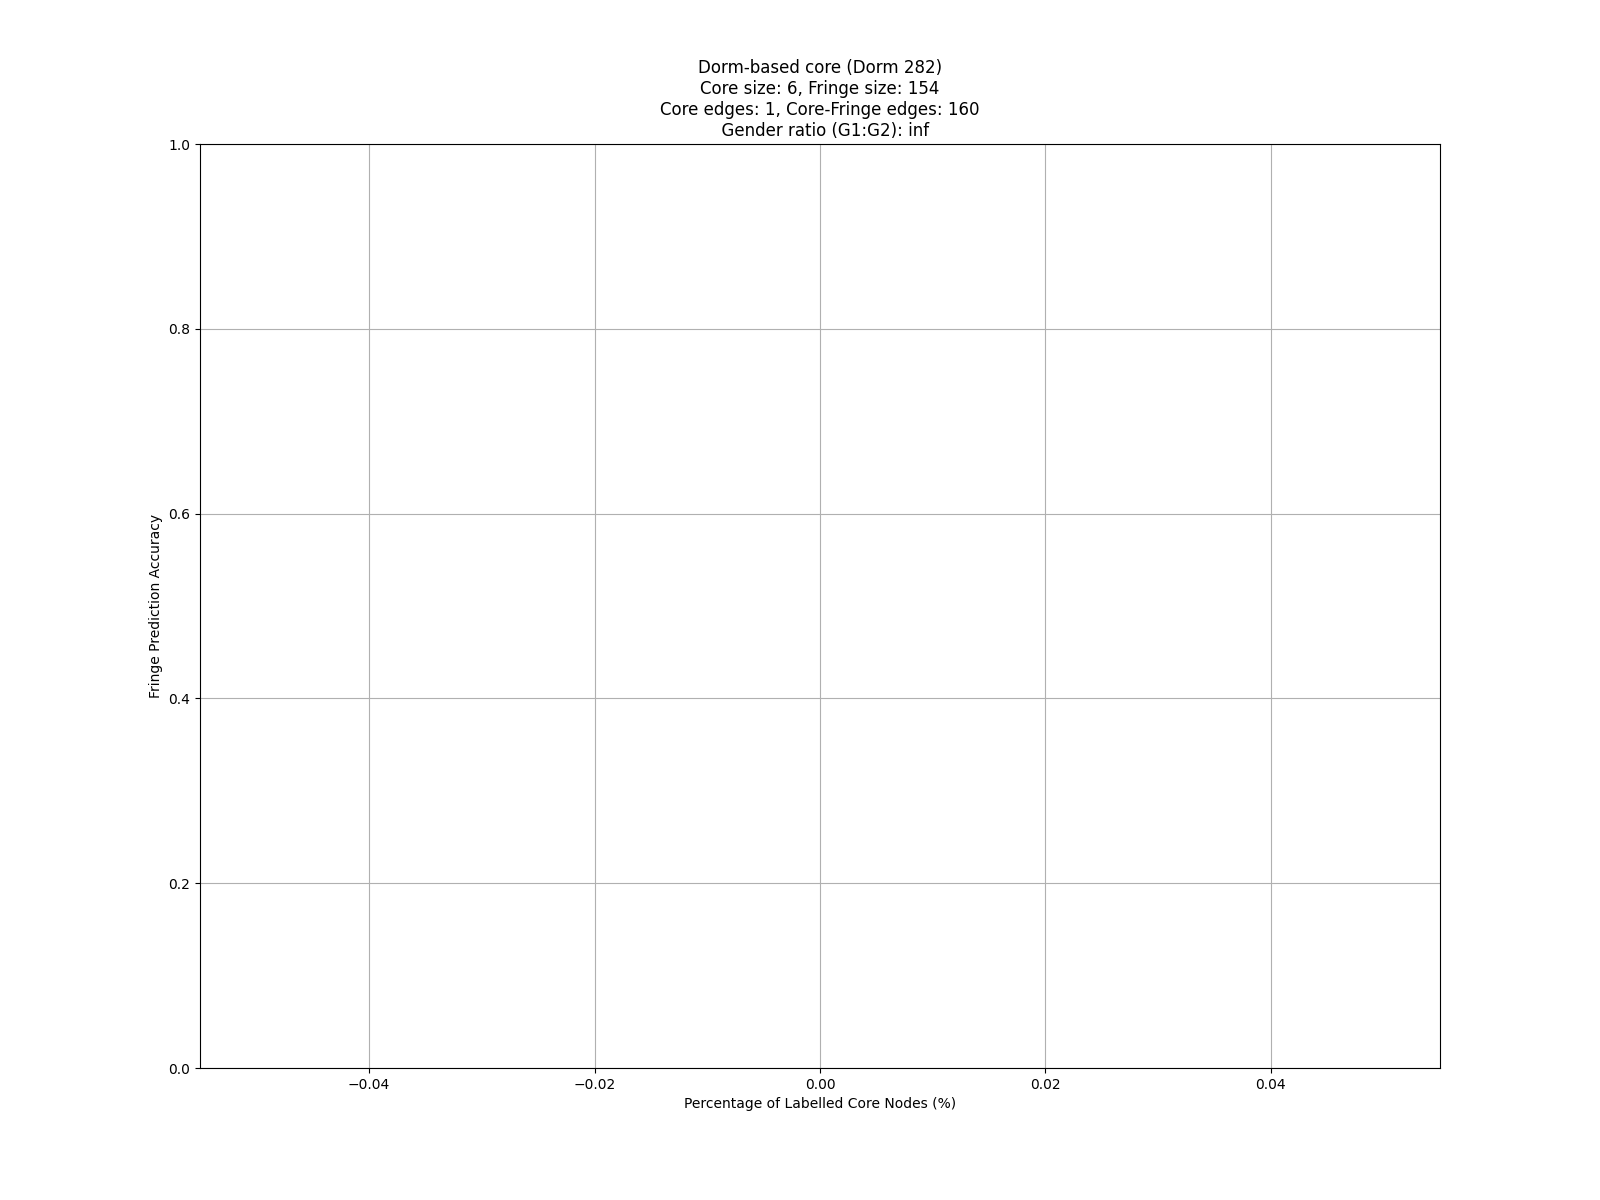 Dorm-based core (Dorm 282)
Core size: 6, Fringe size: 154
Core edges: 1, Core-Fringe edges: 160
Gender ratio (G1:G2): inf
1.0
0.8
0.6
0.4
0.2
0.0
Fringe Prediction Accuracy
−0.04 −0.02 0.00 0.02 0.04
Percentage of Labelled Core Nodes (%)